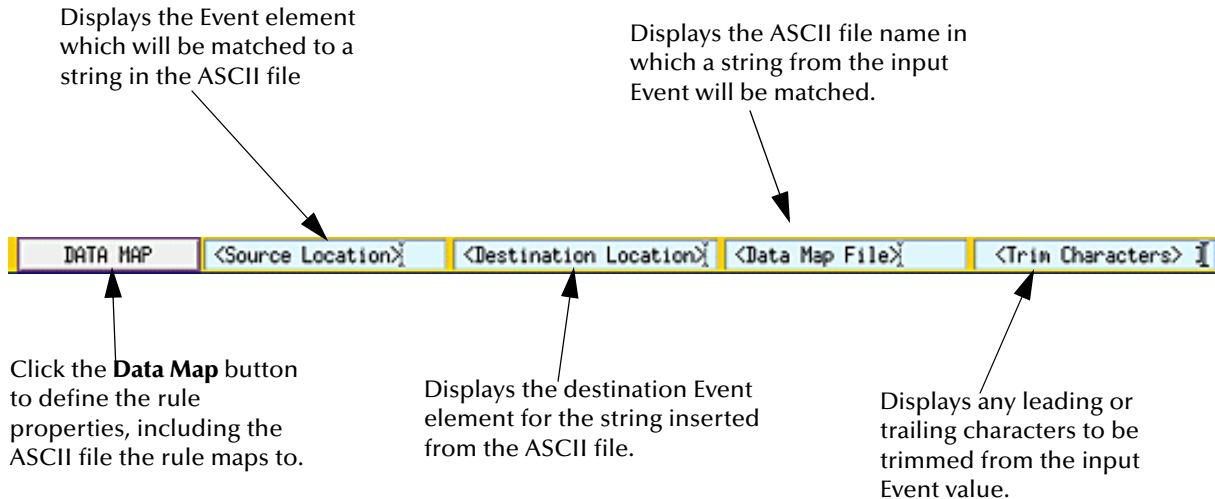 Displays the Event element
which will be matched to a
string in the ASCII file
Displays the ASCII file name in
which a string from the input
Event will be matched.
DATA MAP <Source Location> <Destination Location> <Data Map File> <Trim Characters>
Click the Data Map button
to define the rule
properties, including the
ASCII file the rule maps to.
Displays the destination Event
element for the string inserted
from the ASCII file.
Displays any leading or
trailing characters to be
trimmed from the input
Event value.